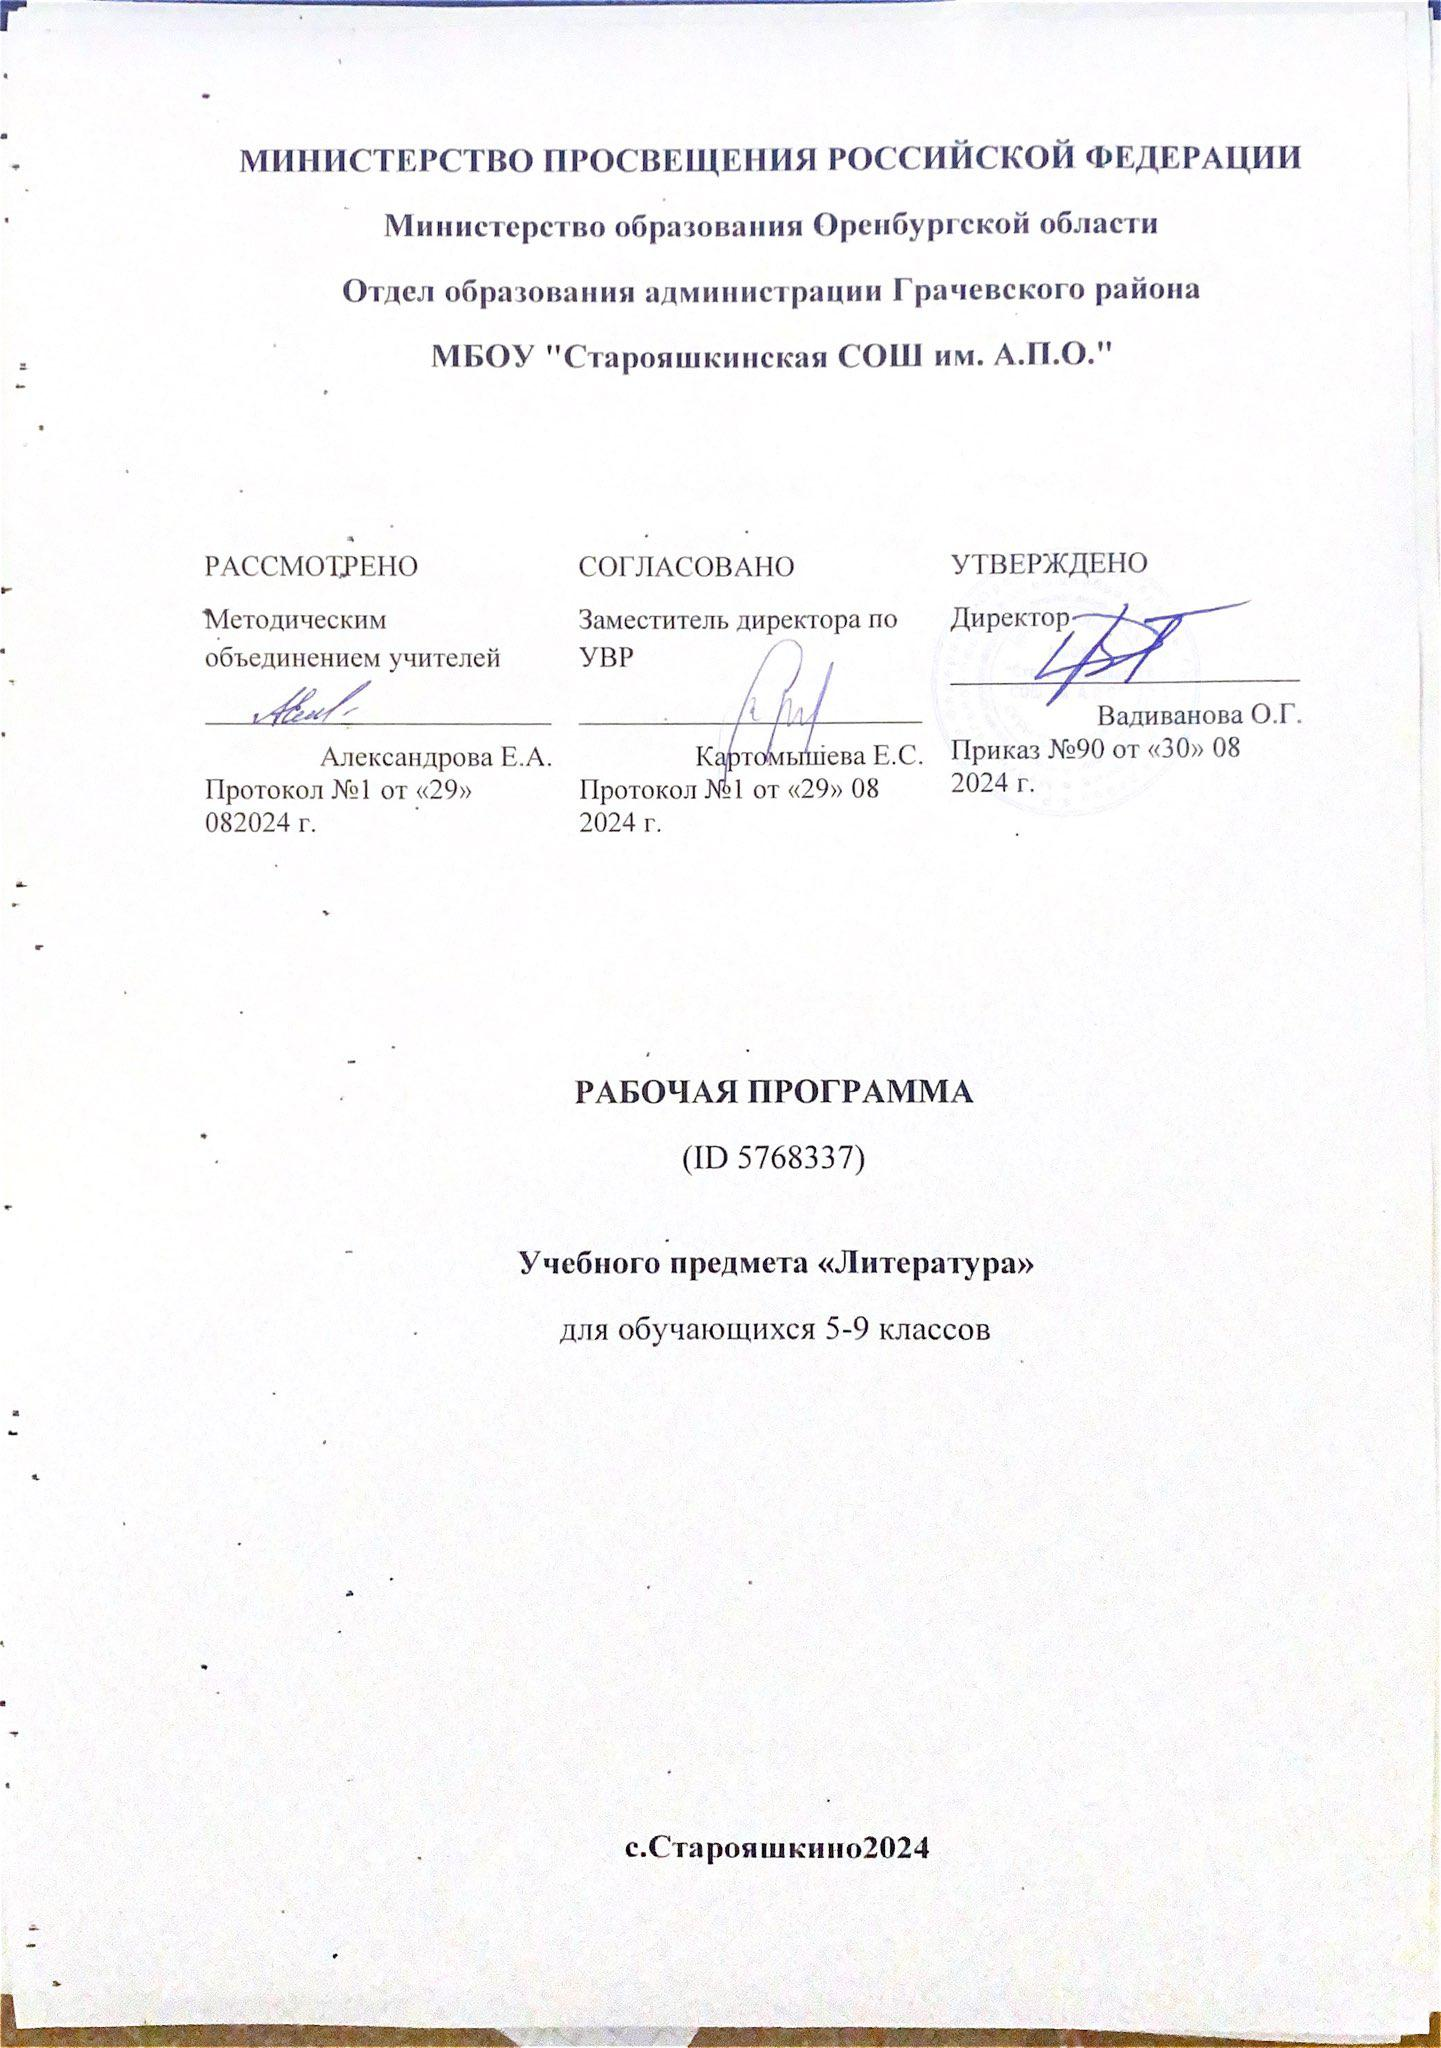 МИНИСТЕРСТВО ПРОСВЕЩЕНИЯ РОССИЙСКОЙ ФЕДЕРАЦИИ
Министерство образования Оренбургской области
Отдел образования администрации Грачевского района
МБОУ "Старояшкинская СОШ им. А.П.О."
РАССМОТРЕНО
Методическим
объединением учителей
Александрова Е.А.
Протокол №1 от «29»
082024 г.
СОГЛАСОВАНО
Заместитель директора по
УВР
Картомышева Е.С.
Протокол №1 от «29» 08
2024 г.
УТВЕРЖДЕНО
Директор
Вадиванова О.Г.
Приказ №90 от «30» 08
2024 г.
РАБОЧАЯ ПРОГРАММА
(ID 5768337)
Учебного предмета «Литература»
для обучающихся 5-9 классов
с.Старояшкино2024